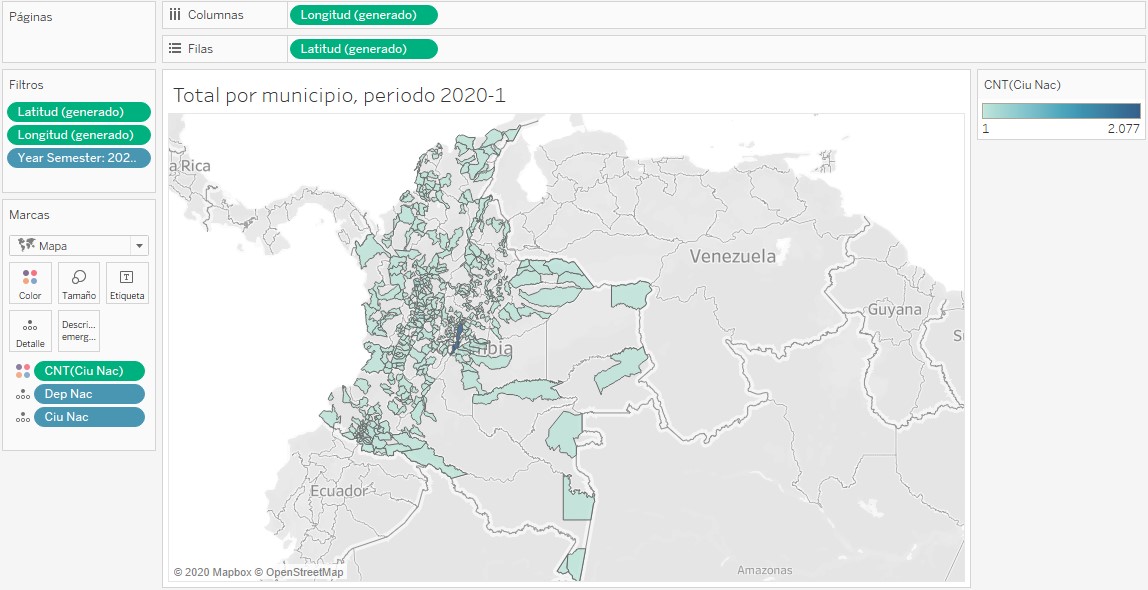 Páginas
Columnas
Longitud (generado)
Filas
Latitud (generado)
Filtros
Latitud (generado)
Longitud (generado)
Year Semester: 202..
Marcas
Mapa
Color
Tamaño
Etiqueta
Detalle
Descri...
emerg...
CNT(Ciu Nac)
Dep Nac
Ciu Nac
Total por municipio, periodo 2020-1
a Rica
Venezuela
Guyana
bia
Ecuador
Amazonas
© 2020 Mapbox © OpenStreetMap
CNT(Ciu Nac)
1
2.077